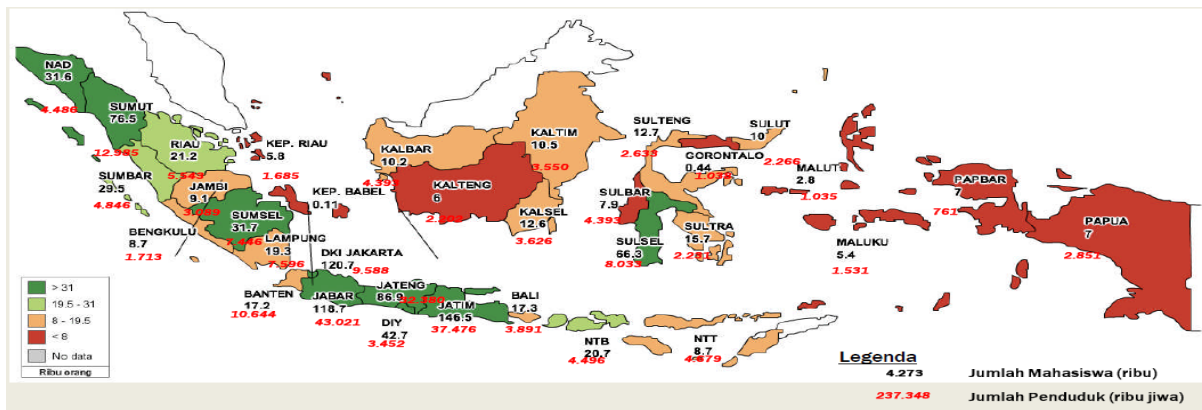 NAD
31.6
4.486
SUMUT
76.5
12.985
RIAU
21.2
5.543
KEP. RIAU
5.8
1.685
SUMBAR
29.5
4.846
JAMBI
9.1
KEP. BABEL
0.11
SUMSEL
31.7
7.446
BENGKULU
8.7
1.713
LAMPUNG
19.3
7.596
DKI JAKARTA
120.7
9.588
BANTEN
17.2
10.644
JABAR
118.7
43.021
JATENG
86.9
DIY
42.7
3.452
JATIM
146.5
37.476
BALI
17.3
3.891
NTB
20.7
4.496
NTT
8.7
KALBAR
10.2
4.393
KALTENG
6
KALTIM
10.5
3.550
KALSEL
12.6
3.626
SULTENG
12.7
2.633
SULUT
10
2.266
GORONTALO
0.44
SULBAR
7.9
4.393
SULSEL
66.3
8.033
SULTRA
15.7
MALUT
2.8
1.035
MALUKU
5.4
1.531
PAPBAR
7
761
PAPUA
7
2.851
> 31
19.5 - 31
8 - 19.5
< 8
No data
Ribu orang
Legenda
4.273 Jumlah Mahasiswa (ribu)
237.348 Jumlah Penduduk (ribu jiwa)